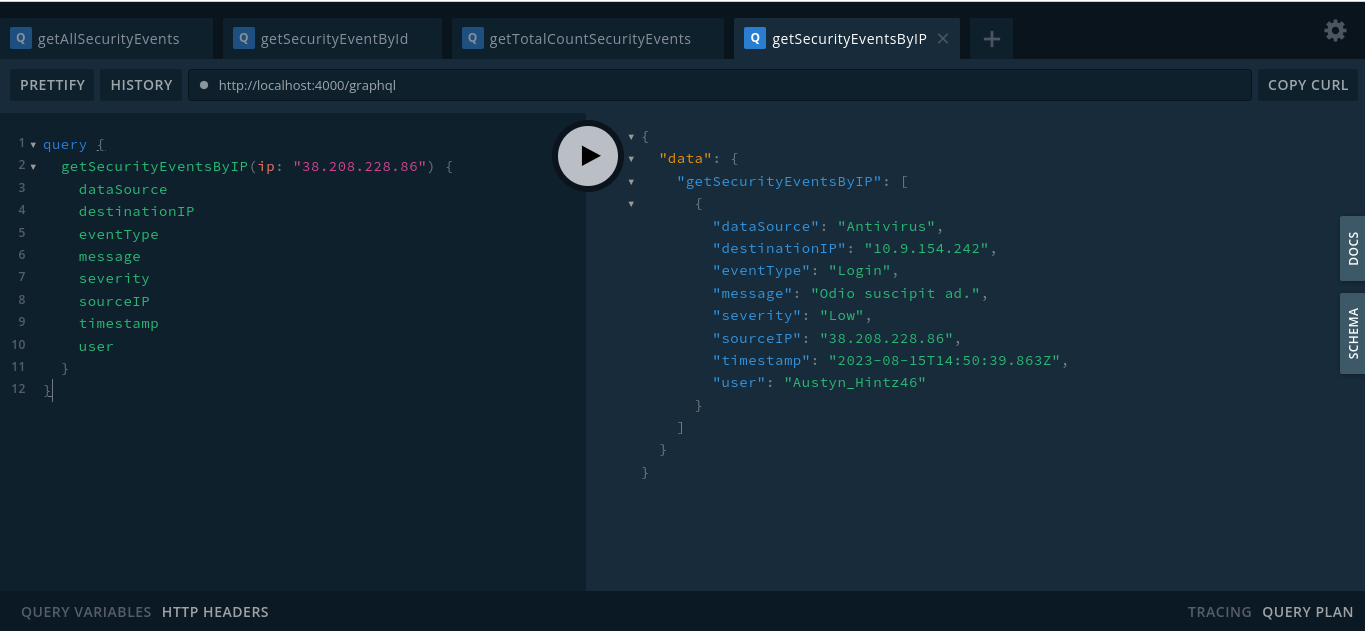 Q getAllSecurityEvents Q getSecurityEventById Q getTotalCountSecurityEvents Q getSecurityEventsByIP × +
PRETTIFY HISTORY http://localhost:4000/graphql COPY CURL
1 query {
2 getSecurityEventsByIP(ip: "38.208.228.86") {
3 dataSource
4 destinationIP
5 eventType
6 message
7 severity
8 sourceIP
9 timestamp
10 user
11 }
12 }
{
"data": {
"getSecurityEventsByIP": [
{
"dataSource": "Antivirus",
"destinationIP": "10.9.154.242",
"eventType": "Login",
"message": "Odio suscipit ad.",
"severity": "Low",
"sourceIP": "38.208.228.86",
"timestamp": "2023-08-15T14:50:39.863Z",
"user": "Austyn_Hintz46"
}
]
}
}
DOCS
SCHEMA
QUERY VARIABLES HTTP HEADERS TRACING QUERY PLAN